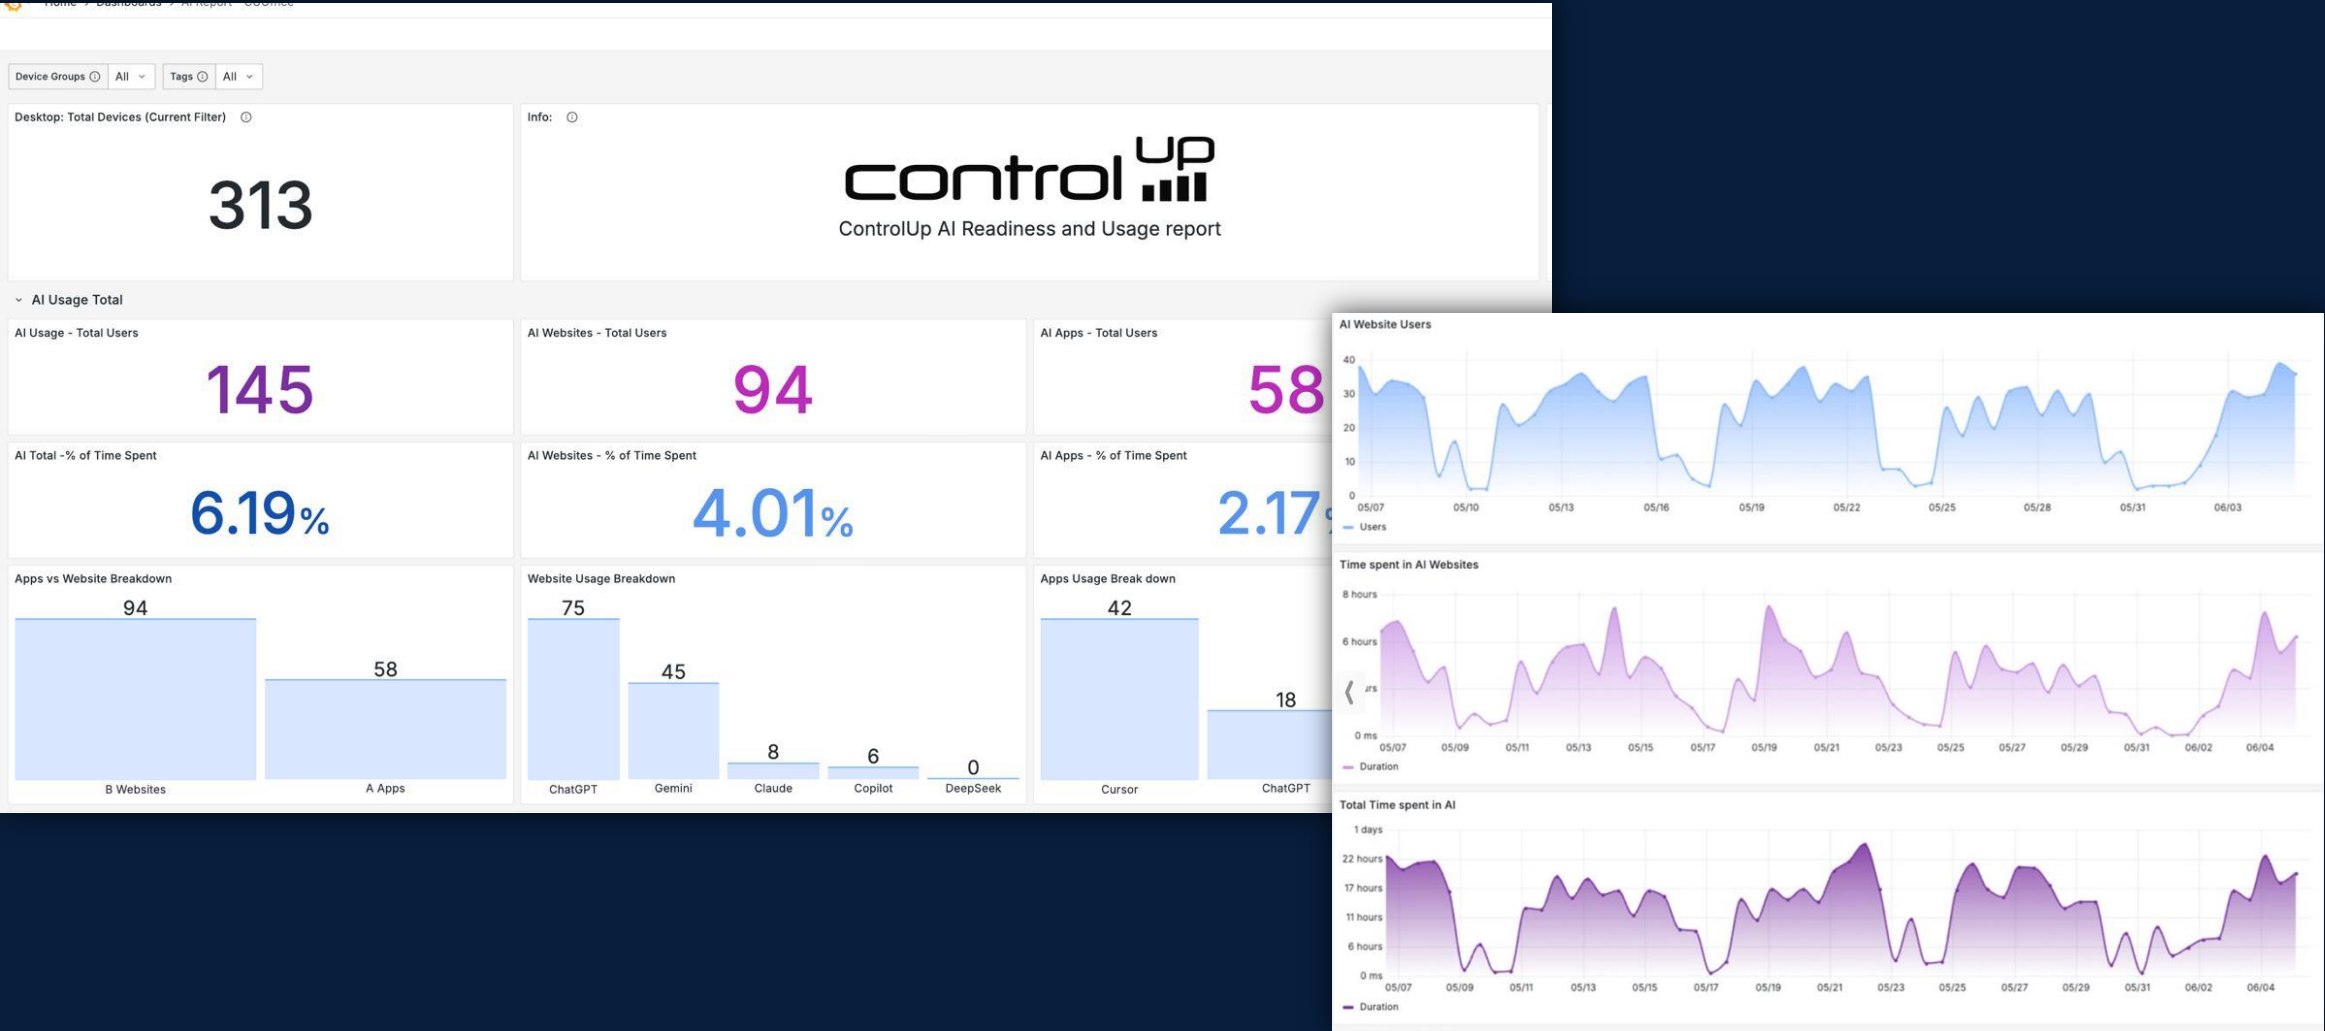 Home > Dashboards > AI Report - CUOffice
Device Groups All Tags All
Desktop: Total Devices (Current Filter)
313
Info:
control up
ControlUp AI Readiness and Usage report
AI Usage Total
AI Usage - Total Users
145
AI Websites - Total Users
94
AI Apps - Total Users
58
AI Total -% of Time Spent
6.19%
AI Websites - % of Time Spent
4.01%
AI Apps - % of Time Spent
2.17%
Apps vs Website Breakdown
94
58
B Websites A Apps
Website Usage Breakdown
75
45
8
6
0
ChatGPT Gemini Claude Copilot DeepSeek
Apps Usage Break down
42
18
Cursor ChatGPT
AI Website Users
40
30
20
10
0
05/07 05/10 05/13 05/16 05/19 05/22 05/25 05/28 05/31 06/03
Users
Time spent in AI Websites
8 hours
6 hours
urs
0 ms
05/07 05/09 05/11 05/13 05/15 05/17 05/19 05/21 05/23 05/25 05/27 05/29 05/31 06/02 06/04
Duration
Total Time spent in AI
1 days
22 hours
17 hours
11 hours
6 hours
0 ms
05/07 05/09 05/11 05/13 05/15 05/17 05/19 05/21 05/23 05/25 05/27 05/29 05/31 06/02 06/04
Duration